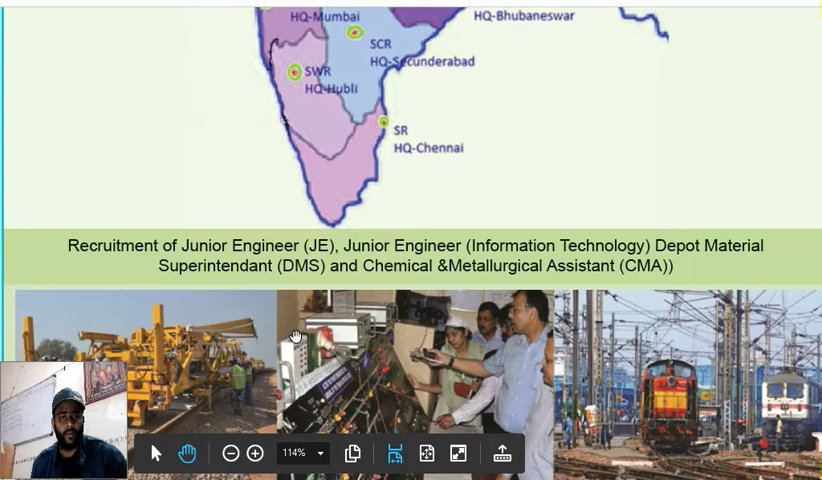 HQ-Mumbai
HQ-Bhubaneswar
SCR
HQ-Secunderabad
SWR
HQ-Hubli
SR
HQ-Chennai
Recruitment of Junior Engineer (JE), Junior Engineer (Information Technology) Depot Material
Superintendant (DMS) and Chemical &Metallurgical Assistant (CMA))
114%